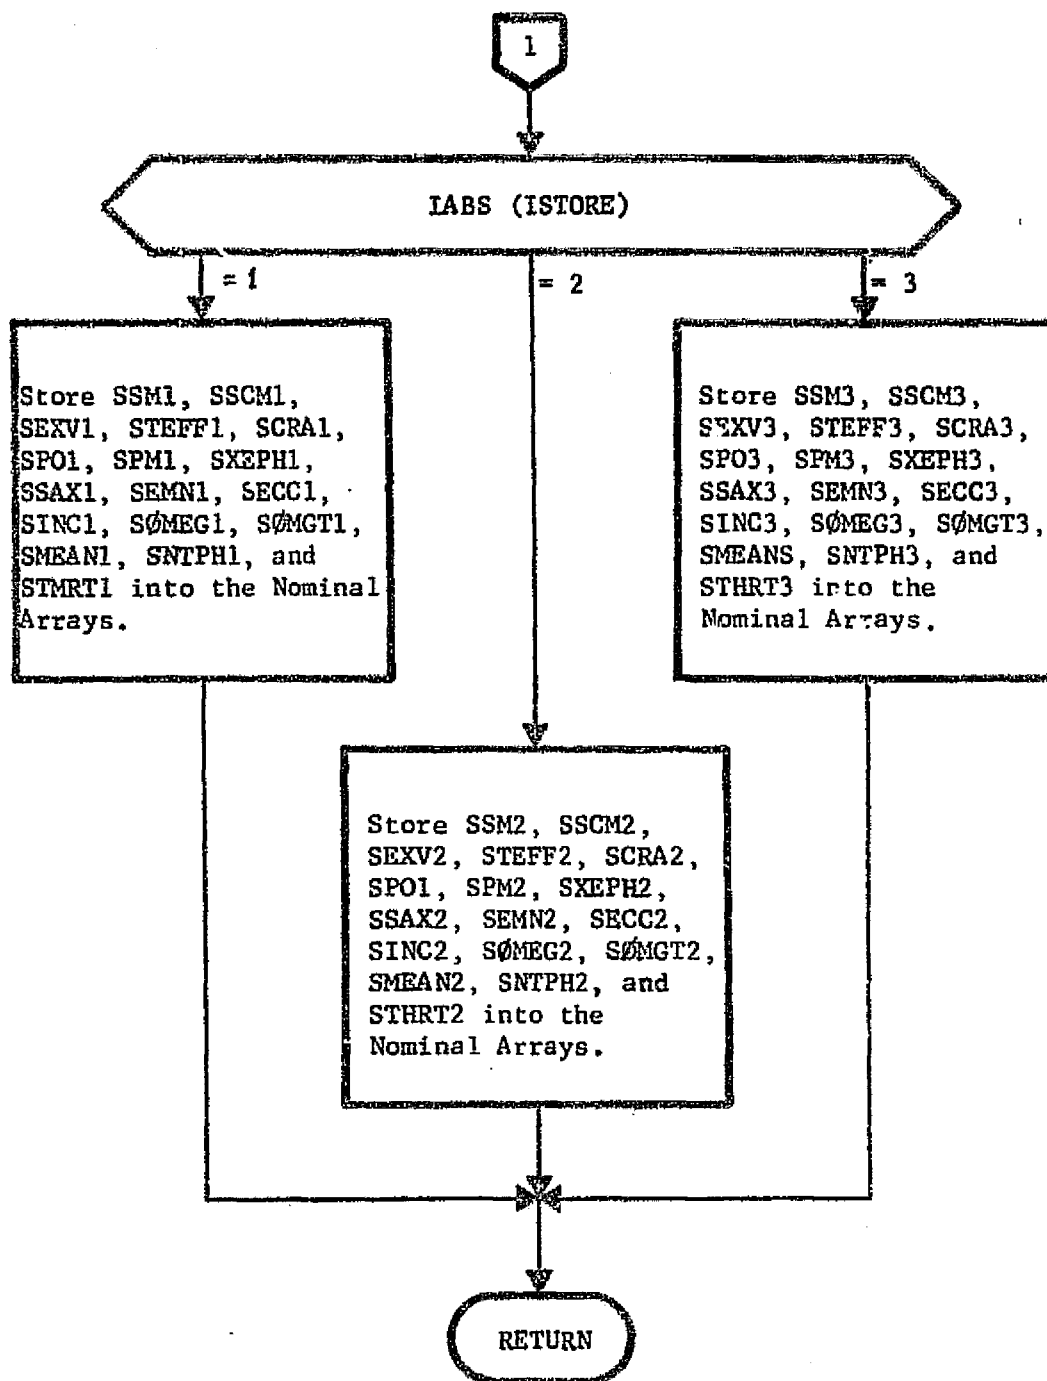 1
IABS (ISTORE)
= 1
= 2
= 3
Store SSM1, SSCM1,
SEXV1, STEFF1, SCRA1,
SPO1, SPM1, SXEPH1,
SSAX1, SEMN1, SECC1,
SINC1, SØMEG1, SØMGT1,
SMEAN1, SNTPH1, and
STMRT1 into the Nominal
Arrays.
Store SSM3, SSCM3,
SEXV3, STEFF3, SCRA3,
SPO3, SPM3, SXEPH3,
SSAX3, SEMN3, SECC3,
SINC3, SØMEG3, SØMGT3,
SMEANS, SNTPH3, and
STHRT3 into the
Nominal Arrays.
Store SSM2, SSCM2,
SEXV2, STEFF2, SCRA2,
SPO1, SPM2, SXEPH2,
SSAX2, SEMN2, SECC2,
SINC2, SØMEG2, SØMGT2,
SMEAN2, SNTPH2, and
STHRT2 into the
Nominal Arrays.
RETURN